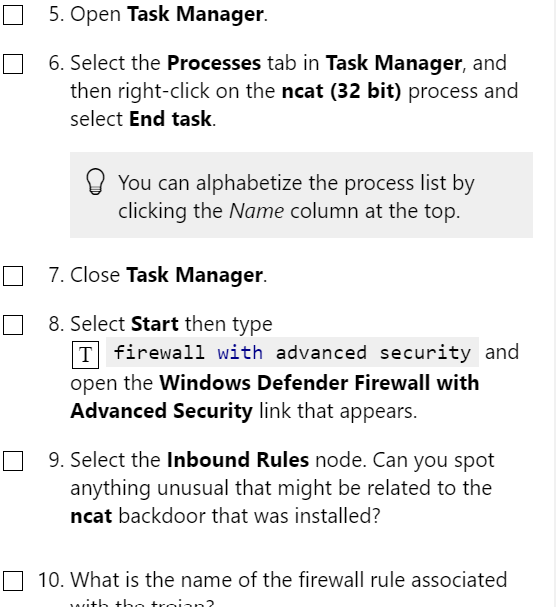 5. Open Task Manager.
6. Select the Processes tab in Task Manager, and
then right-click on the ncat (32 bit) process and
select End task.
You can alphabetize the process list by
clicking the Name column at the top.
7. Close Task Manager.
8. Select Start then type
T firewall with advanced security and
open the Windows Defender Firewall with
Advanced Security link that appears.
9. Select the Inbound Rules node. Can you spot
anything unusual that might be related to the
ncat backdoor that was installed?
10. What is the name of the firewall rule associated
with the trojan?